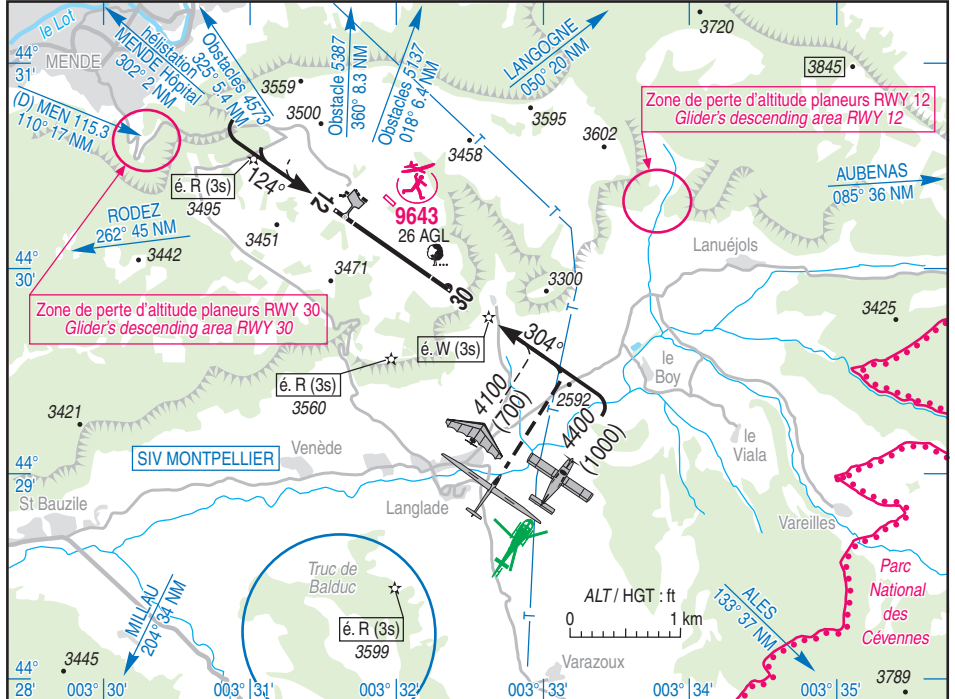 le Lot
MENDE
44°
31'
hélistation
MENDE Hôpital
302° 2 NM
Obstacles 4573
325° 5.4 NM
Obstacle 5387
360° 8.3 NM
Obstacles 5137
018° 6.4 NM
LANGOGNE
050° 20 NM
3720
3845
3559
3500
3595
3602
3458
(D) MEN 115.3
110° 17 NM
Zone de perte d'altitude planeurs RWY 12
Glider's descending area RWY 12
AUBENAS
085° 36 NM
é. R (3s)
3495
124°
12
9643
26 AGL
RODEZ
262° 45 NM
3442
3451
3471
Lanuéjols
44°
30'
30
3300
3425
Zone de perte d'altitude planeurs RWY 30
Glider's descending area RWY 30
é. W (3s)
304°
é. R (3s)
3560
le
Boy
2592
4100
(700)
4400
(1000)
3421
SIV MONTPELLIER
Venède
le
Viala
44°
29'
St Bauzile
Langlade
Vareilles
T
T
T
T
T
T
Truc de
Balduc
é. R (3s)
3599
MILLAU
204° 34 NM
ALT / HGT : ft
0
1 km
ALES
133° 37 NM
Parc
National
des
Cévennes
Varazoux
3445
3789
44°
28'
003° 30'
003° 31'
003° 32'
003° 33'
003° 34'
003° 35'